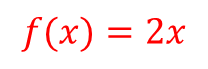 f(x) = 2x